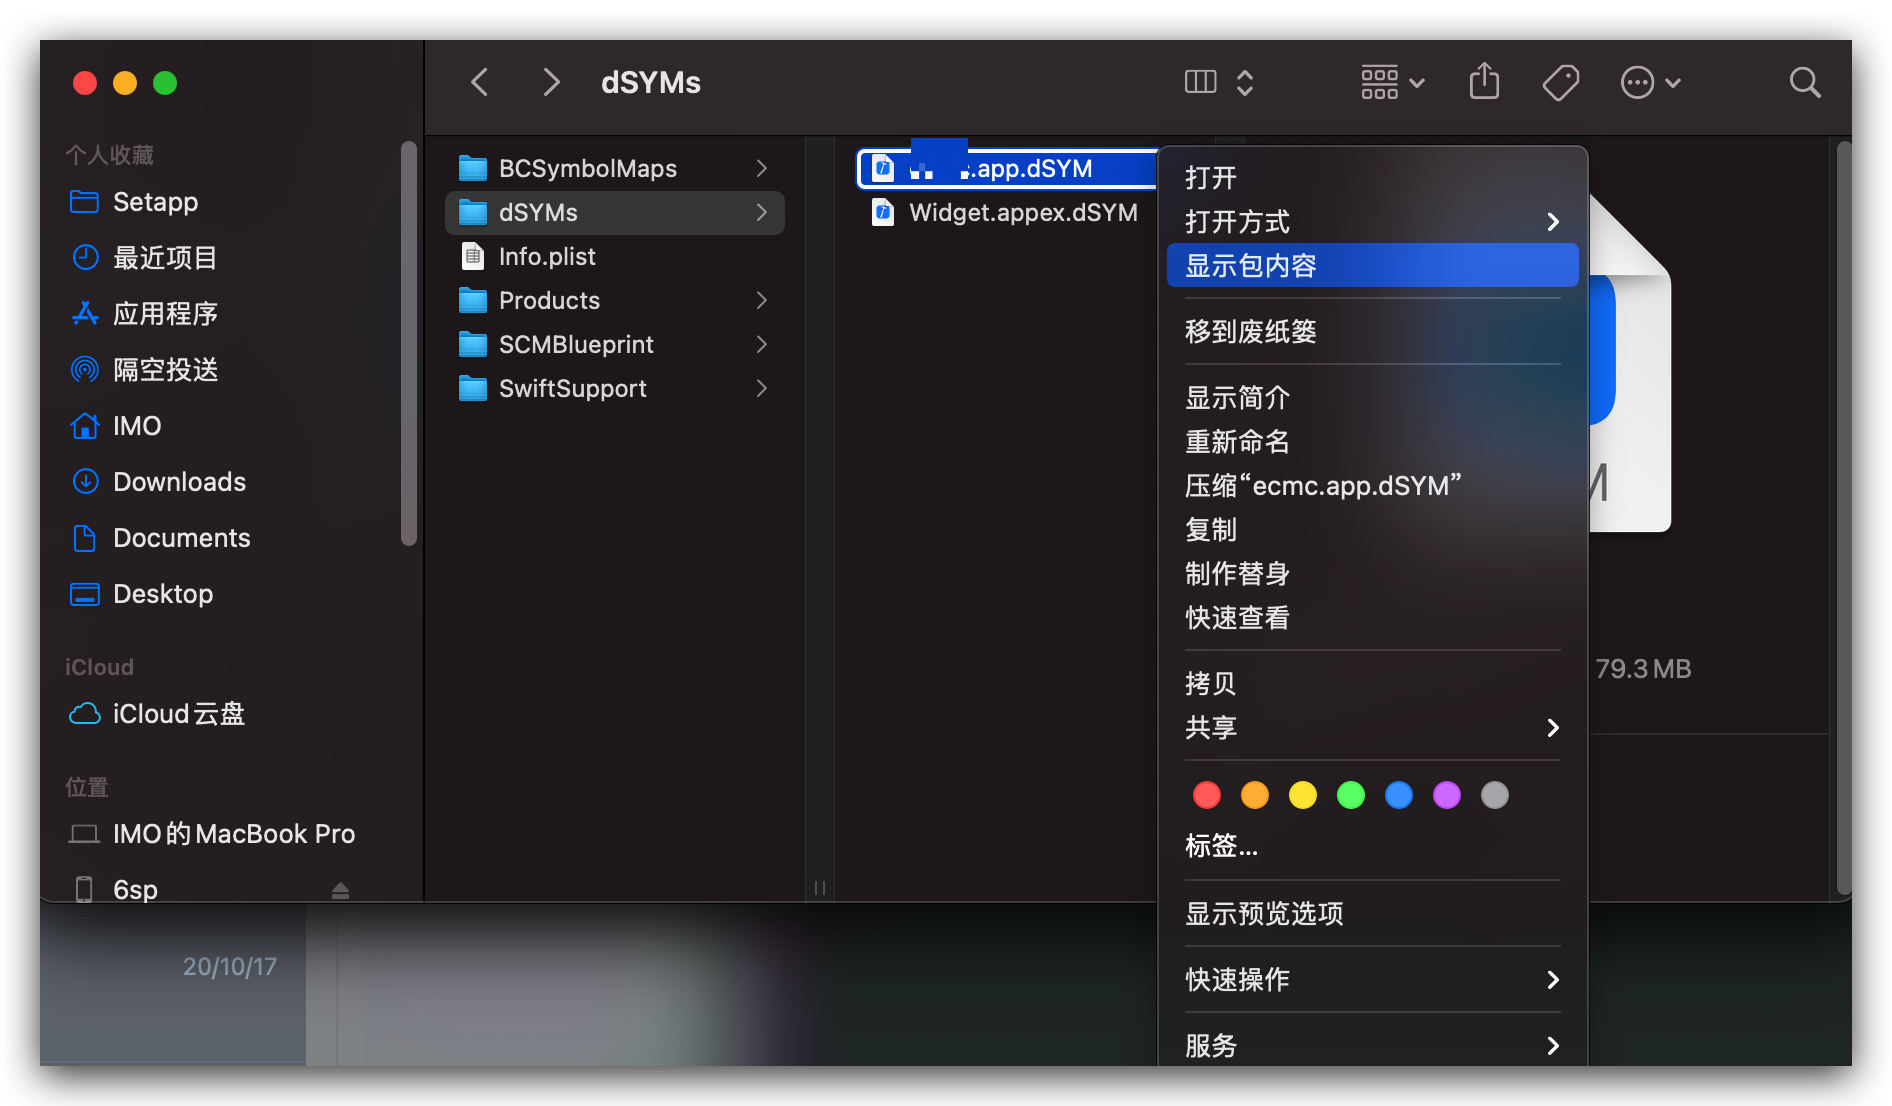 dSYMs
个人收藏
Setapp
最近项目
应用程序
隔空投送
IMO
Downloads
Documents
Desktop
iCloud
iCloud云盘
位置
IMO的MacBook Pro
6sp
BCSymbolMaps
dSYMs
Info.plist
Products
SCMBlueprint
SwiftSupport
.app.dSYM
Widget.appex.dSYM
打开
打开方式
显示包内容
移到废纸篓
显示简介
重新命名
压缩“ecmc.app.dSYM”
复制
制作替身
快速查看
拷贝
共享
标签...
显示预览选项
快速操作
服务
79.3 MB
20/10/17